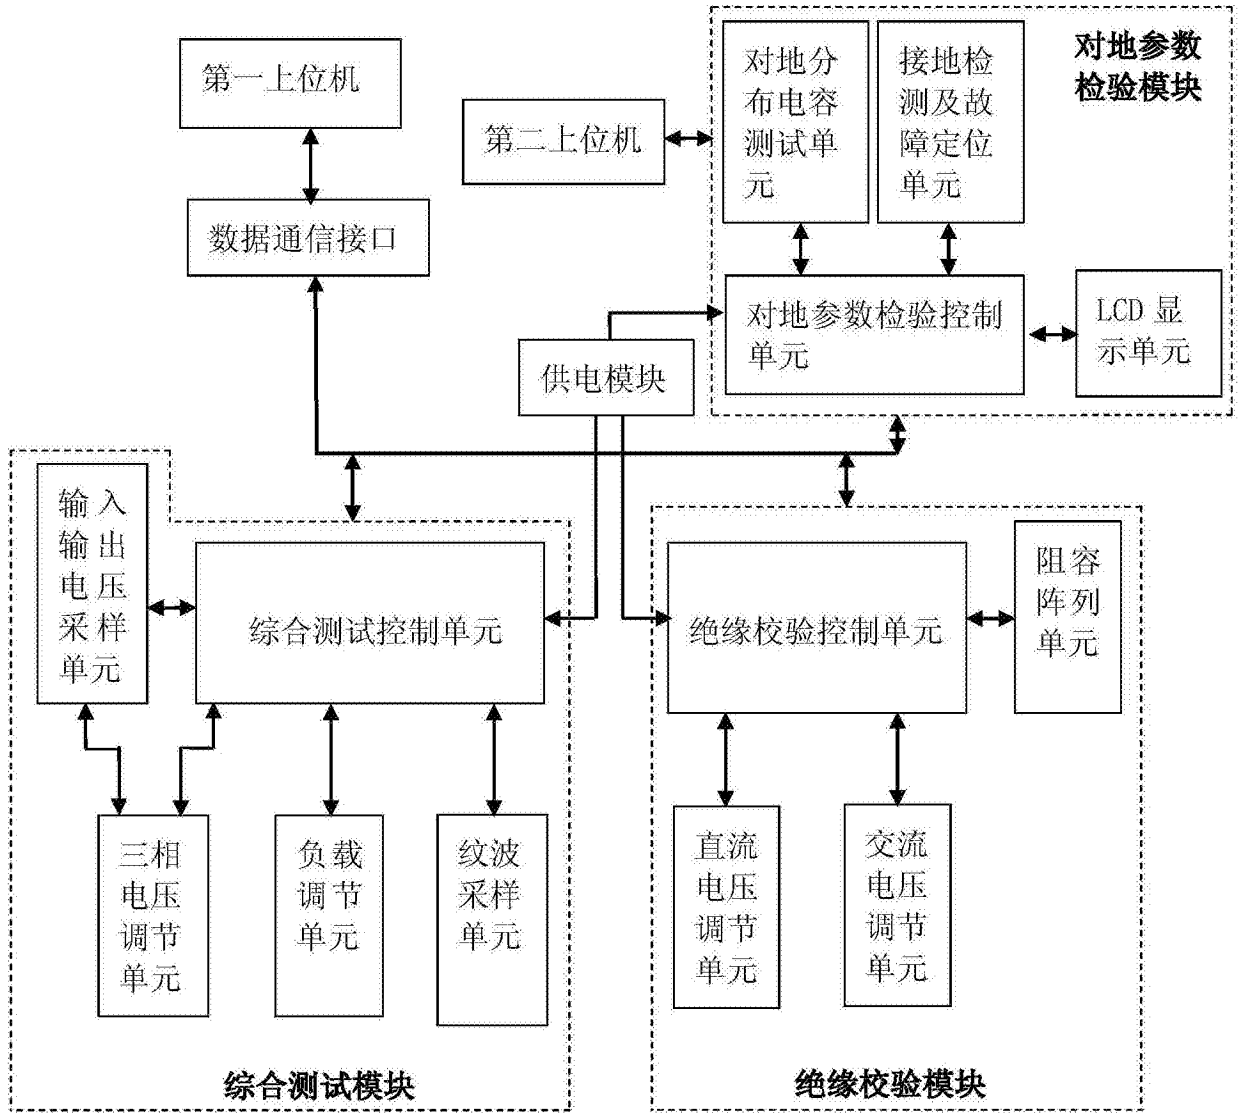 第一上位机
数据通信接口
第二上位机
对地参数
检验模块
对地分
布电容
测试单
元
接地检
测及故
障定位
单元
对地参数检验控制
单元
LCD 显
示单元
供电模块
输入
输出
电压
采样
单元
综合测试控制单元
三相
电压
调节
单元
负载
调节
单元
纹波
采样
单元
综合测试模块
绝缘校验控制单元
阻容
阵列
单元
直流
电压
调节
单元
交流
电压
调节
单元
绝缘校验模块